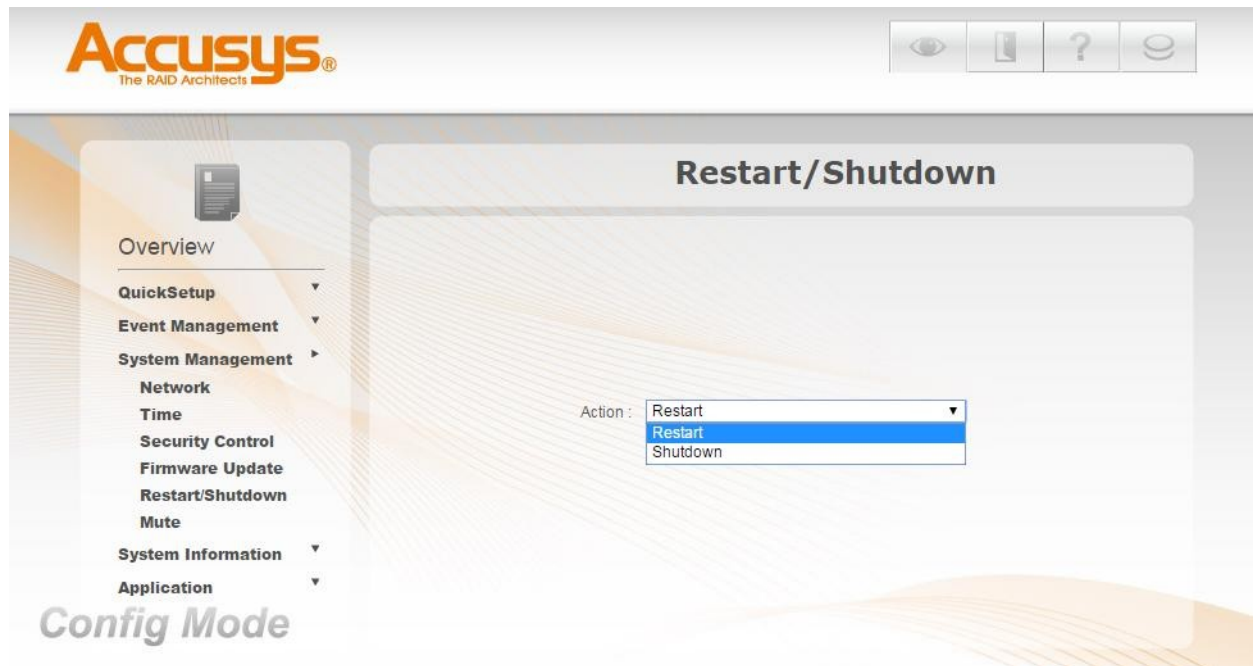 Accusys®
The RAID Architects
?
Restart/Shutdown
Overview
QuickSetup
Event Management
System Management
Network
Time
Security Control
Firmware Update
Restart/Shutdown
Mute
System Information
Application
Config Mode
Action : Restart
Restart
Shutdown